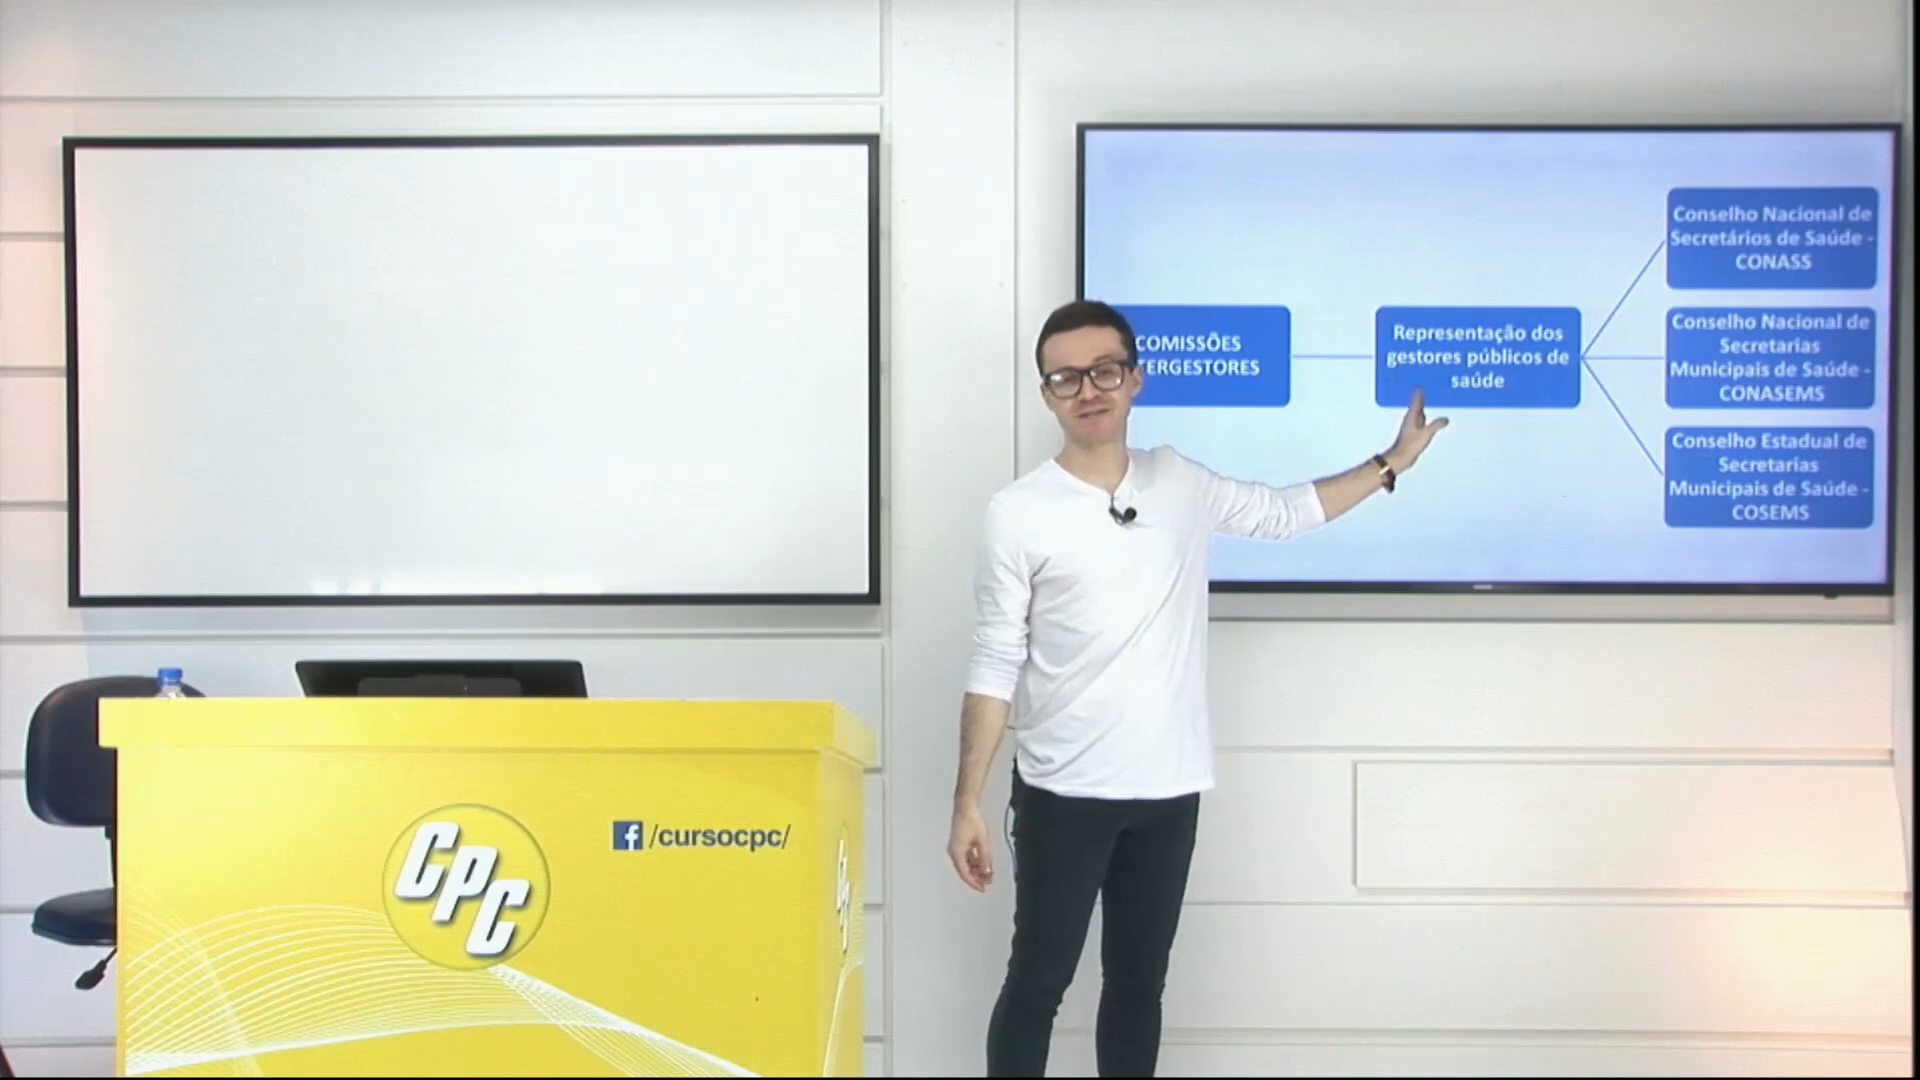 COMISSÕES
TERGESTORES
Representação dos
gestores públicos de
saúde
Conselho Nacional de
Secretários de Saúde -
CONASS
Conselho Nacional de
Secretarias
Municipais de Saúde -
CONASEMS
Conselho Estadual de
Secretarias
Municipais de Saúde -
COSEMS
CPC
f /cursocpc/
CPC